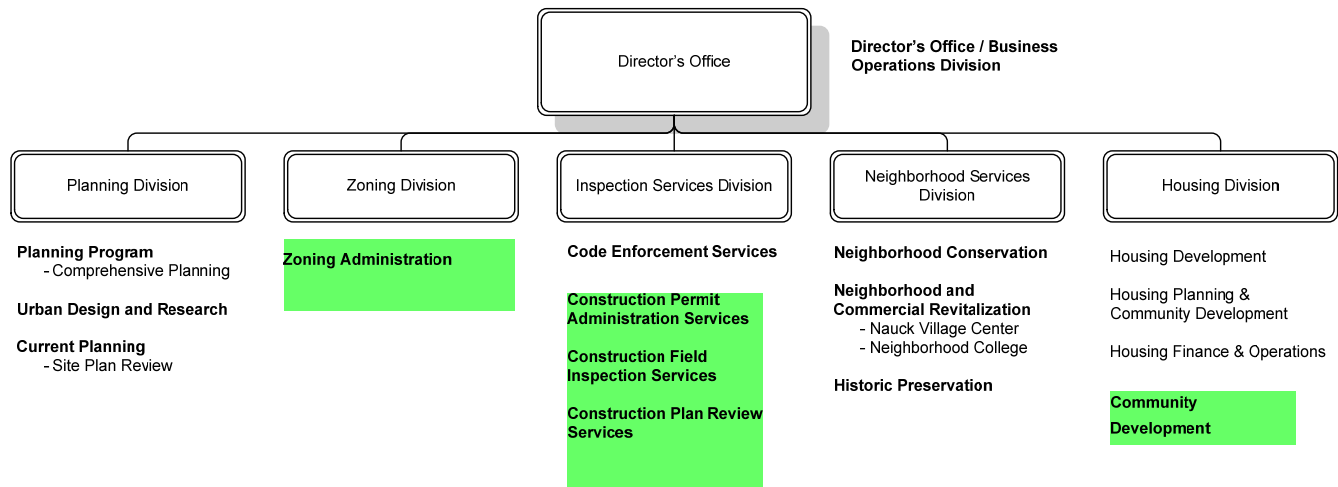 Director’s Office
Director’s Office / Business
Operations Division
Planning Division
Zoning Division
Inspection Services Division
Neighborhood Services
Division
Housing Division
Planning Program
- Comprehensive Planning
Urban Design and Research
Current Planning
- Site Plan Review
Zoning Administration
Code Enforcement Services
Construction Permit
Administration Services
Construction Field
Inspection Services
Construction Plan Review
Services
Neighborhood Conservation
Neighborhood and
Commercial Revitalization
- Nauck Village Center
- Neighborhood College
Historic Preservation
Housing Development
Housing Planning &
Community Development
Housing Finance & Operations
Community
Development